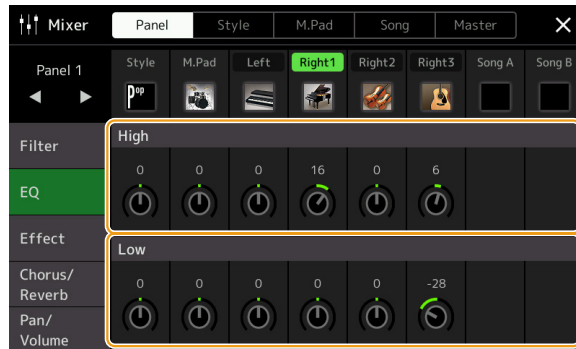 Mixer
Panel Style M.Pad Song Master
Panel 1
Style M.Pad Left Right1 Right2 Right3 Song A Song B
Pop
Filter
EQ
Effect
Chorus/
Reverb
Pan/
Volume
High
0 0 0 16 0 6
Low
0 0 0 0 0 -28